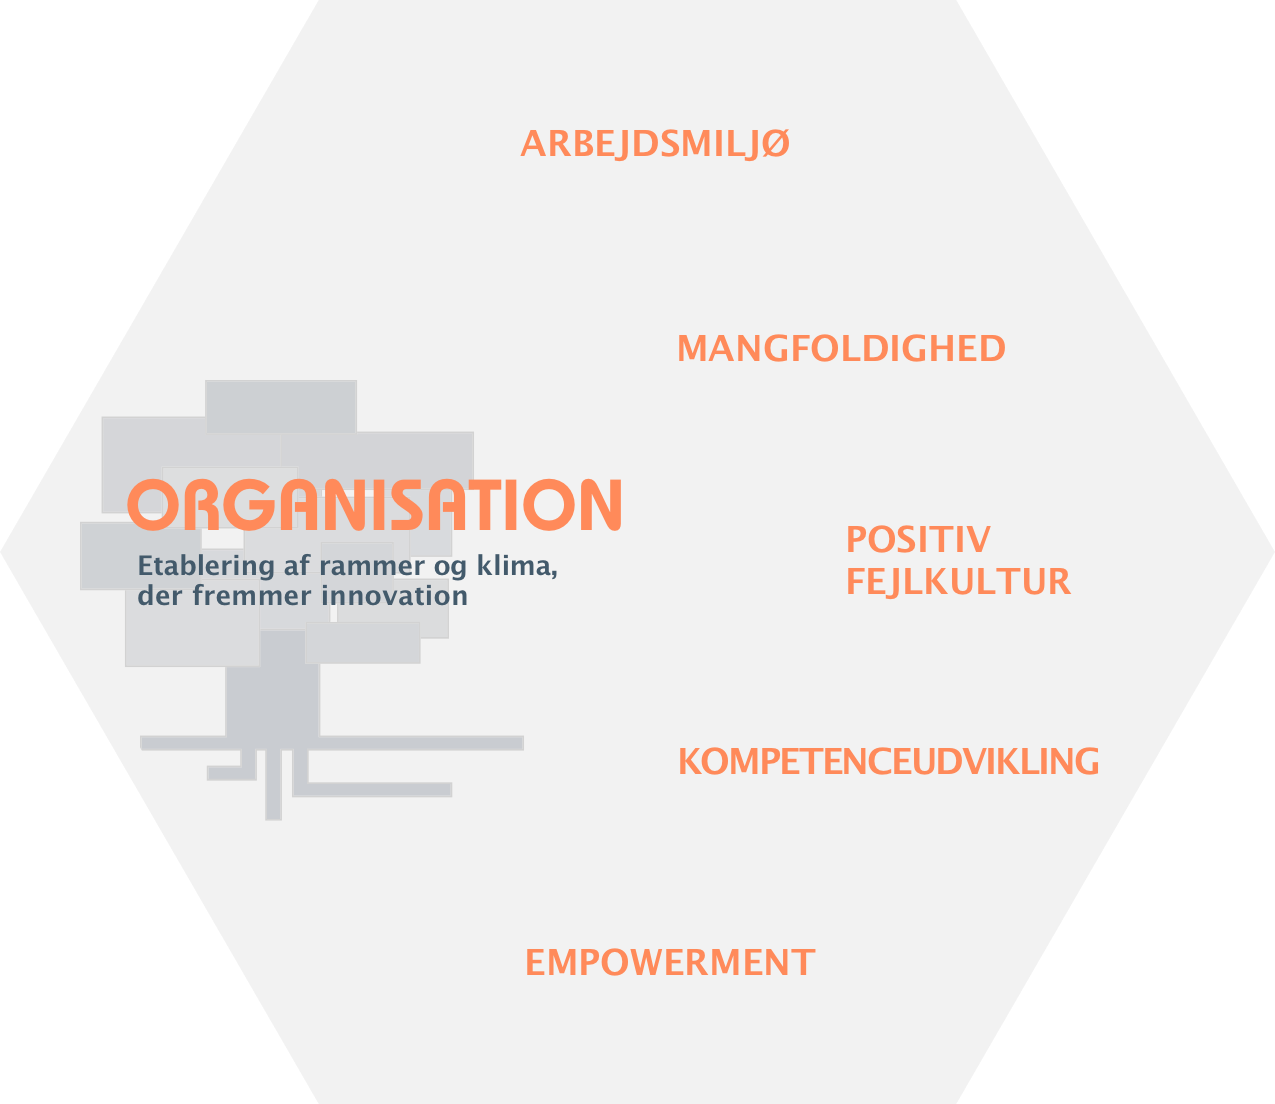 ARBEJDSMILJØ
MANGFOLDIGHED
ORGANISATION
Etablering af rammer og klima,
der fremmer innovation
POSITIV
FEJLKULTUR
KOMPETENCEUDVIKLING
EMPOWERMENT